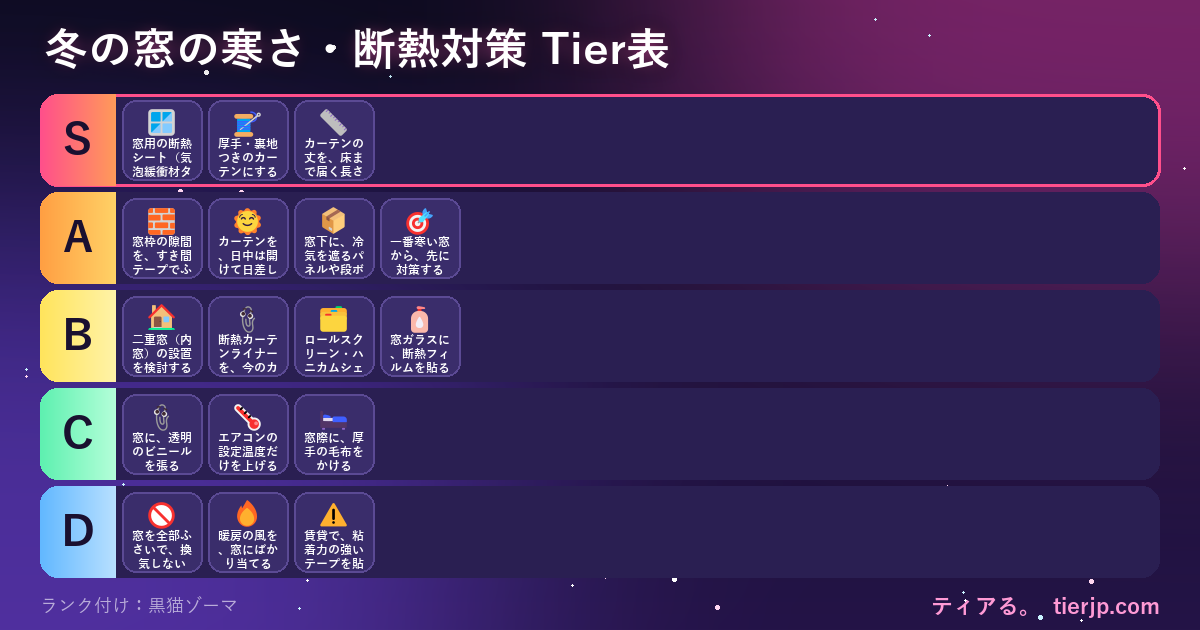 冬の窓の寒さ・断熱対策 Tier表
S
窓用の断熱
シート（気
泡緩衝材タ
厚手・裏地
つきのカー
テンにする
カーテンの
丈を、床ま
で届く長さ
A
窓枠の隙間
を、すき間
テープでふ
カーテンを
、日中は開
けて日差し
窓下に、冷
気を遮るパ
ネルや段ボ
一番寒い窓
から、先に
対策する
B
二重窓（内
窓）の設置
を検討する
断熱カーテ
ンライナー
を、今のカ
ロールスク
リーン・ハ
ニカムシェ
窓ガラスに
、断熱フィ
ルムを貼る
C
窓に、透明
のビニール
を張る
エアコンの
設定温度だ
けを上げる
窓際に、厚
手の毛布を
かける
D
窓を全部ふ
さいで、換
気しない
暖房の風を
、窓にばか
り当てる
賃貸で、粘
着力の強い
テープを貼
ランク付け：黒猫ゾーマ
ティアる。 tierjp.com